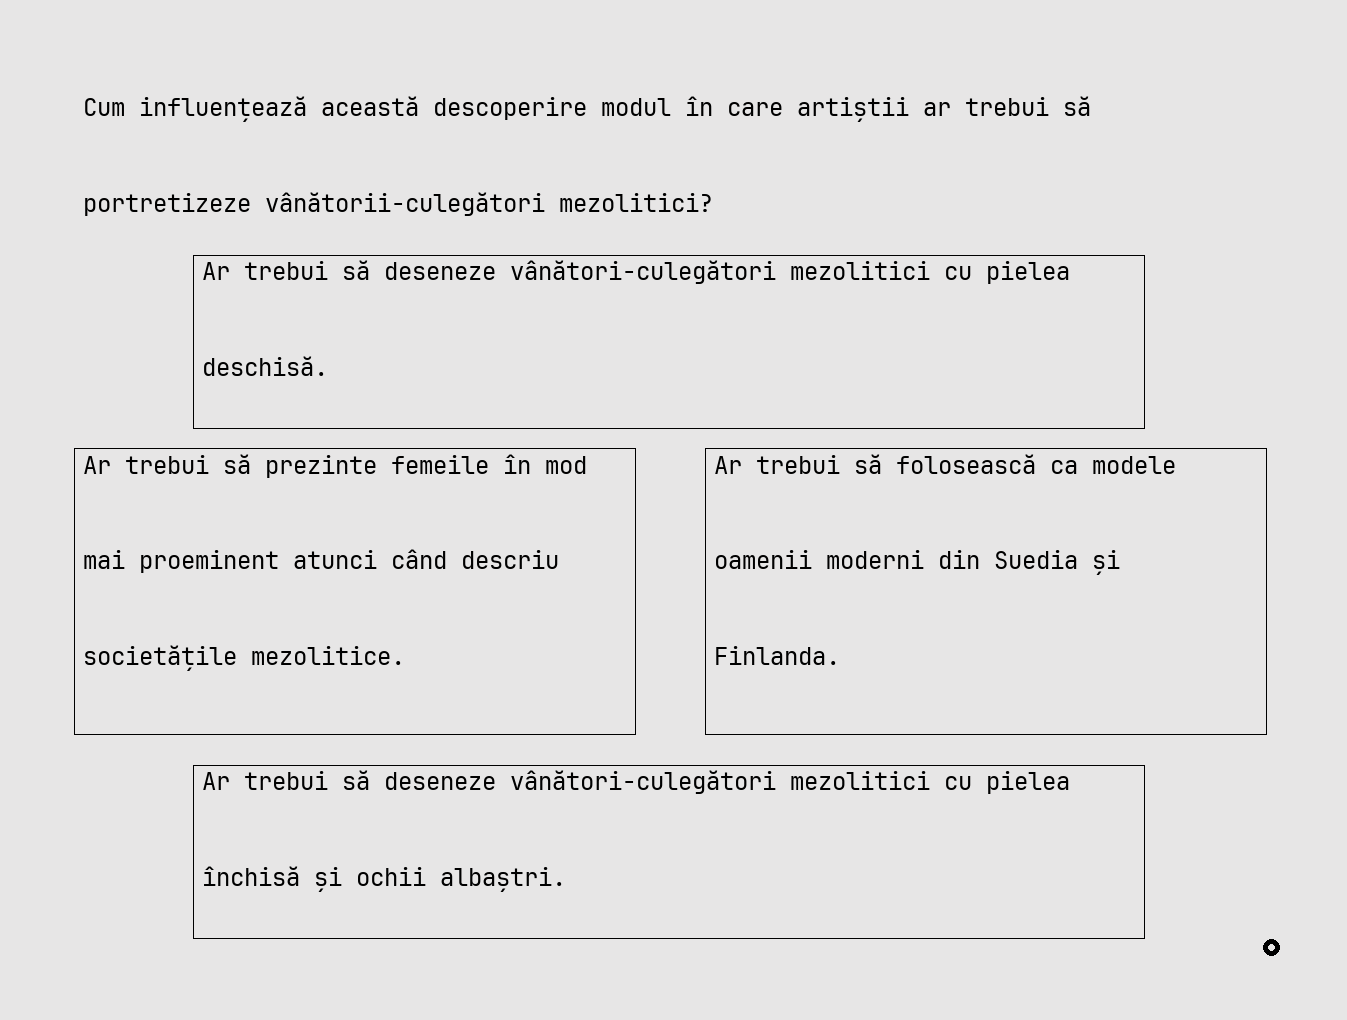 Cum influențează această descoperire modul în care artiștii ar trebui să
portretizeze vânătorii-culegători mezolitici?
Ar trebui să deseneze vânători-culegători mezolitici cu pielea
deschisă.
Ar trebui să prezinte femeile în mod
mai proeminent atunci când descriu
societățile mezolitice.
Ar trebui să folosească ca modele
oamenii moderni din Suedia și
Finlanda.
Ar trebui să deseneze vânători-culegători mezolitici cu pielea
închisă și ochii albaștri.